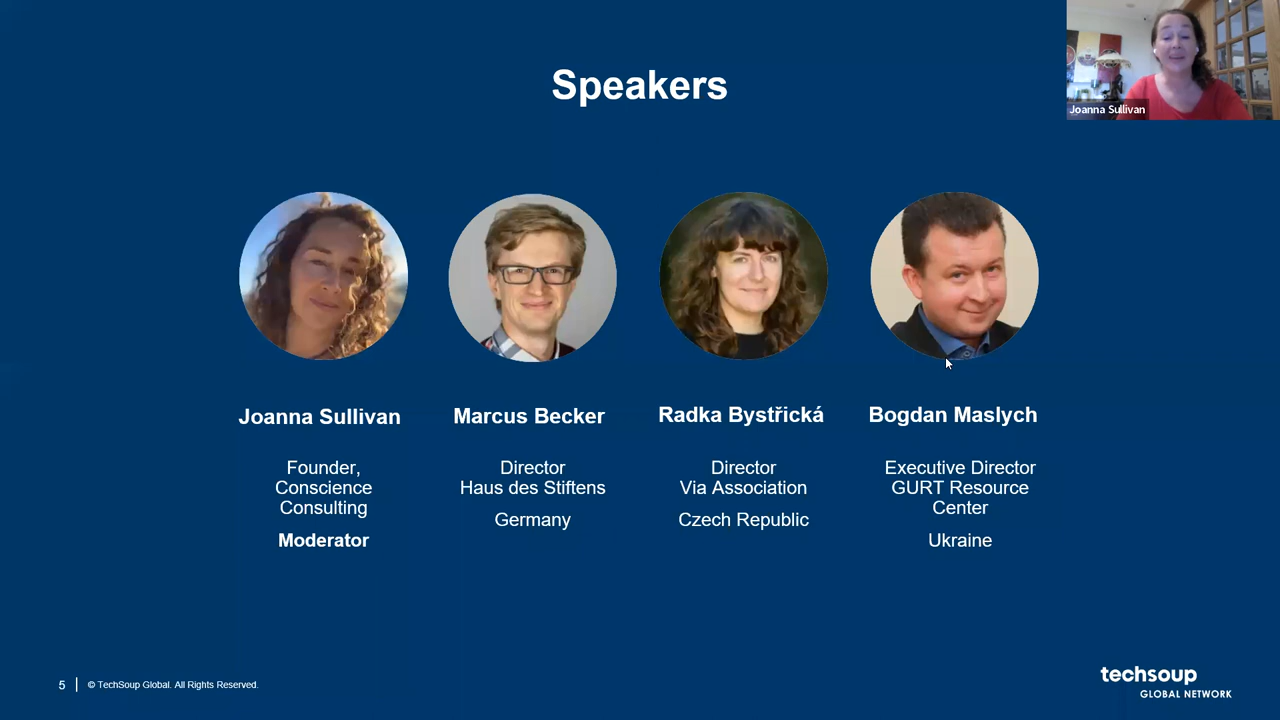 Speakers
Joanna Sullivan
Joanna Sullivan
Founder,
Conscience
Consulting
Moderator
Marcus Becker
Director
Haus des Stiftens
Germany
Radka Bystřická
Director
Via Association
Czech Republic
Bogdan Maslych
Executive Director
GURT Resource
Center
Ukraine
5
© TechSoup Global. All Rights Reserved.
techsoup
GLOBAL NETWORK